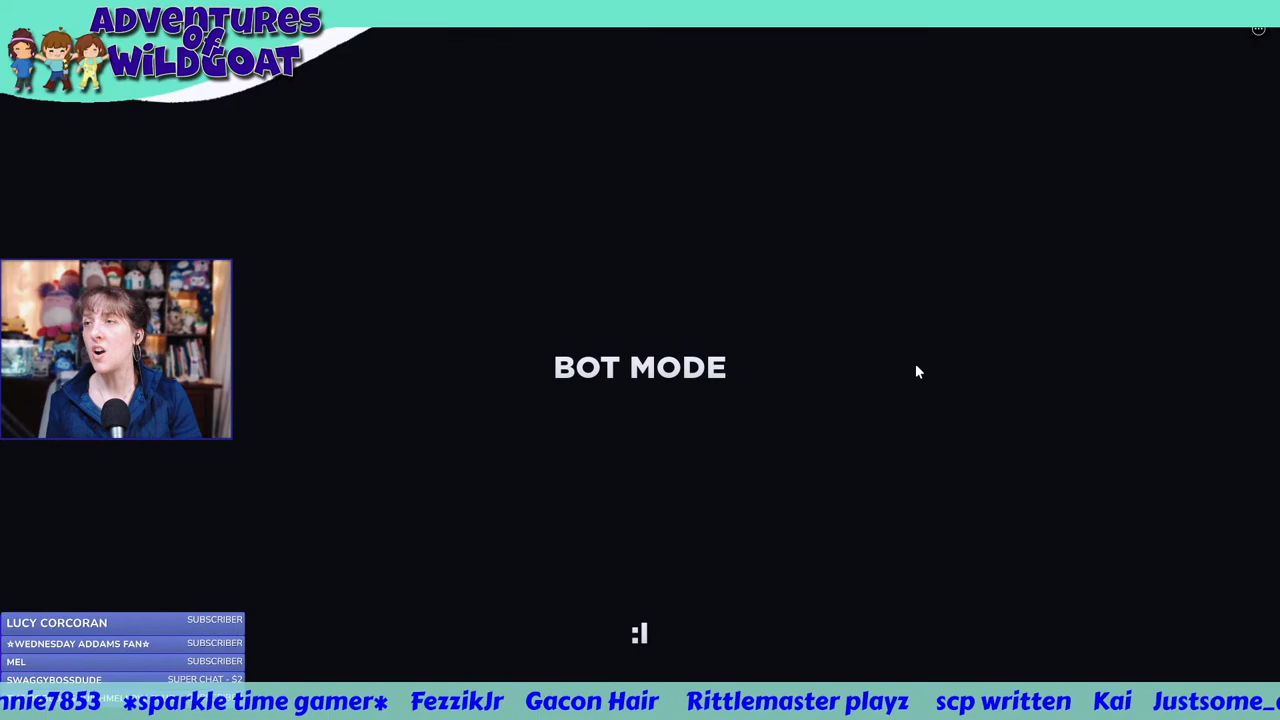 ADVENTURES
OF
WILDGOAT
BOT MODE
:|
LUCY CORCORAN SUBSCRIBER
☆WEDNESDAY ADDAMS FAN☆ SUBSCRIBER
MEL SUBSCRIBER
SWAGGYBOSSDUDE SUPER CHAT - $2
nnie7853 *sparkle time gamer* FezzikJr Gacon Hair Rittlemaster playz scp written Kai Justsome_